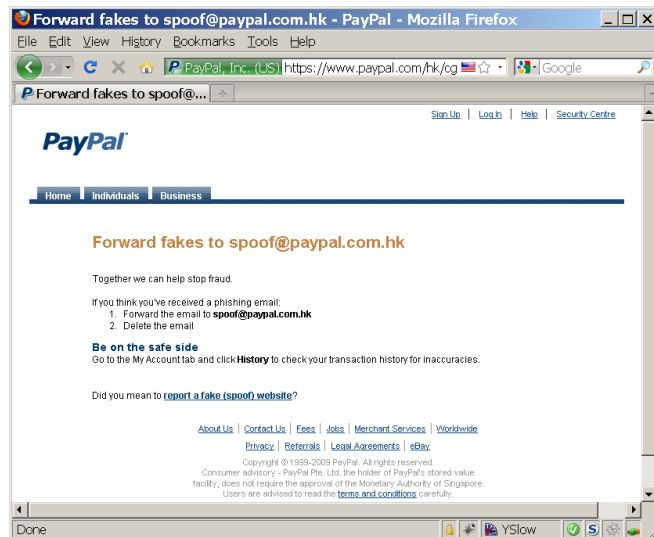 Forward fakes to spoof@paypal.com.hk - PayPal - Mozilla Firefox
File Edit View History Bookmarks Tools Help
PayPal, Inc. (US) https://www.paypal.com/hk/cg Google
Forward fakes to spoof@...
Sign Up | Log In | Help | Security Centre
PayPal
Home Individuals Business
Forward fakes to spoof@paypal.com.hk
Together we can help stop fraud.
If you think you've received a phishing email:
1. Forward the email to spoof@paypal.com.hk
2. Delete the email
Be on the safe side
Go to the My Account tab and click History to check your transaction history for inaccuracies.
Did you mean to report a fake (spoof) website?
About Us | Contact Us | Fees | Jobs | Merchant Services | Worldwide
Privacy | Referrals | Legal Agreements | eBay
Copyright © 1999-2009 PayPal. All rights reserved.
Consumer advisory - PayPal Pte. Ltd. the holder of PayPal's stored value
facility, does not require the approval of the Monetary Authority of Singapore.
Users are advised to read the terms and conditions carefully.
Done YSlow S